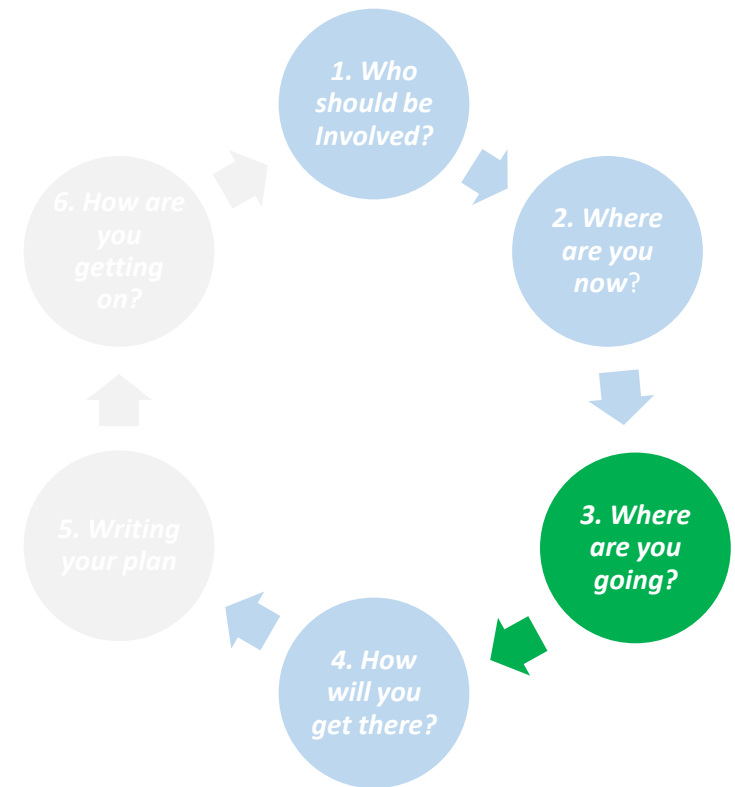 1. Who
should be
Involved?
2. Where
are you
now?
3. Where
are you
going?
4. How
will you
get there?
5. Writing
your plan
6. How are
you
getting
on?